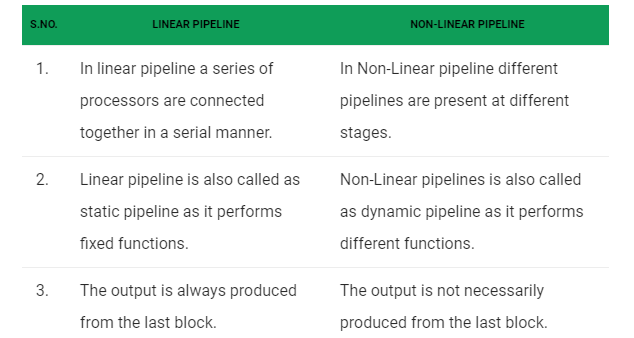 S.NO. LINEAR PIPELINE NON-LINEAR PIPELINE
1. In linear pipeline a series of In Non-Linear pipeline different
processors are connected pipelines are present at different
together in a serial manner. stages.
2. Linear pipeline is also called as Non-Linear pipelines is also called
static pipeline as it performs as dynamic pipeline as it performs
fixed functions. different functions.
3. The output is always produced The output is not necessarily
from the last block. produced from the last block.